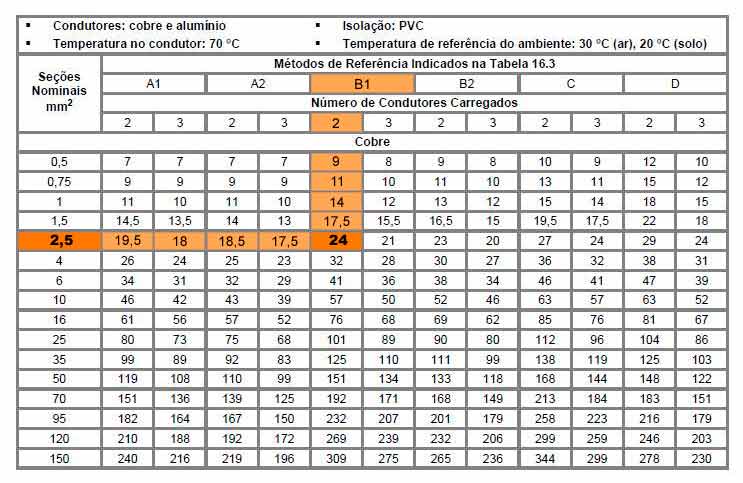 ▪ Condutores: cobre e alumínio ▪ Isolação: PVC
▪ Temperatura no condutor: 70 °C ▪ Temperatura de referência do ambiente: 30 °C (ar), 20 °C (solo)
Seções Nominais mm² Métodos de Referência Indicados na Tabela 16.3
A1 A2 B1 B2 C D
Número de Condutores Carregados
2 3 2 3 2 3 2 3 2 3 2 3
Cobre
0,5 7 7 7 7 9 8 9 8 10 9 12 10
0,75 9 9 9 9 11 10 11 10 13 11 15 12
1 11 10 11 10 14 12 13 12 15 14 18 15
1,5 14,5 13,5 14 13 17,5 15,5 16,5 15 19,5 17,5 22 18
2,5 19,5 18 18,5 17,5 24 21 23 20 27 24 29 24
4 26 24 25 23 32 28 30 27 36 32 38 31
6 34 31 32 29 41 36 38 34 46 41 47 39
10 46 42 43 39 57 50 52 46 63 57 63 52
16 61 56 57 52 76 68 69 62 85 76 81 67
25 80 73 75 68 101 89 90 80 112 96 104 86
35 99 89 92 83 125 110 111 99 138 119 125 103
50 119 108 110 99 151 134 133 118 168 144 148 122
70 151 136 139 125 192 171 168 149 213 184 183 151
95 182 164 167 150 232 207 201 179 258 223 216 179
120 210 188 192 172 269 239 232 206 299 259 246 203
150 240 216 219 196 309 275 265 236 344 299 278 230